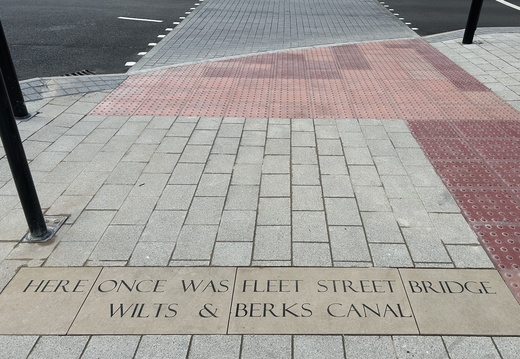 HERE ONCE WAS FLEET STREET BRIDGE
WILTS & BERKS CANAL